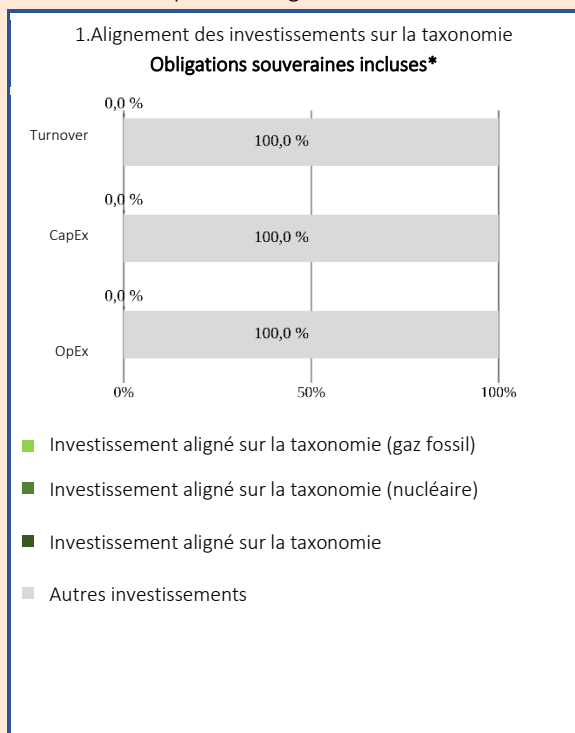 1.Alignement des investissements sur la taxonomie
Obligations souveraines incluses*
0,0 %
Turnover
100,0 %
0,0 %
CapEx
100,0 %
0,0 %
100,0 %
OpEx
0%
50%
100%
Investissement aligné sur la taxonomie (gaz fossil)
Investissement aligné sur la taxonomie (nucléaire)
Investissement aligné sur la taxonomie
Autres investissements